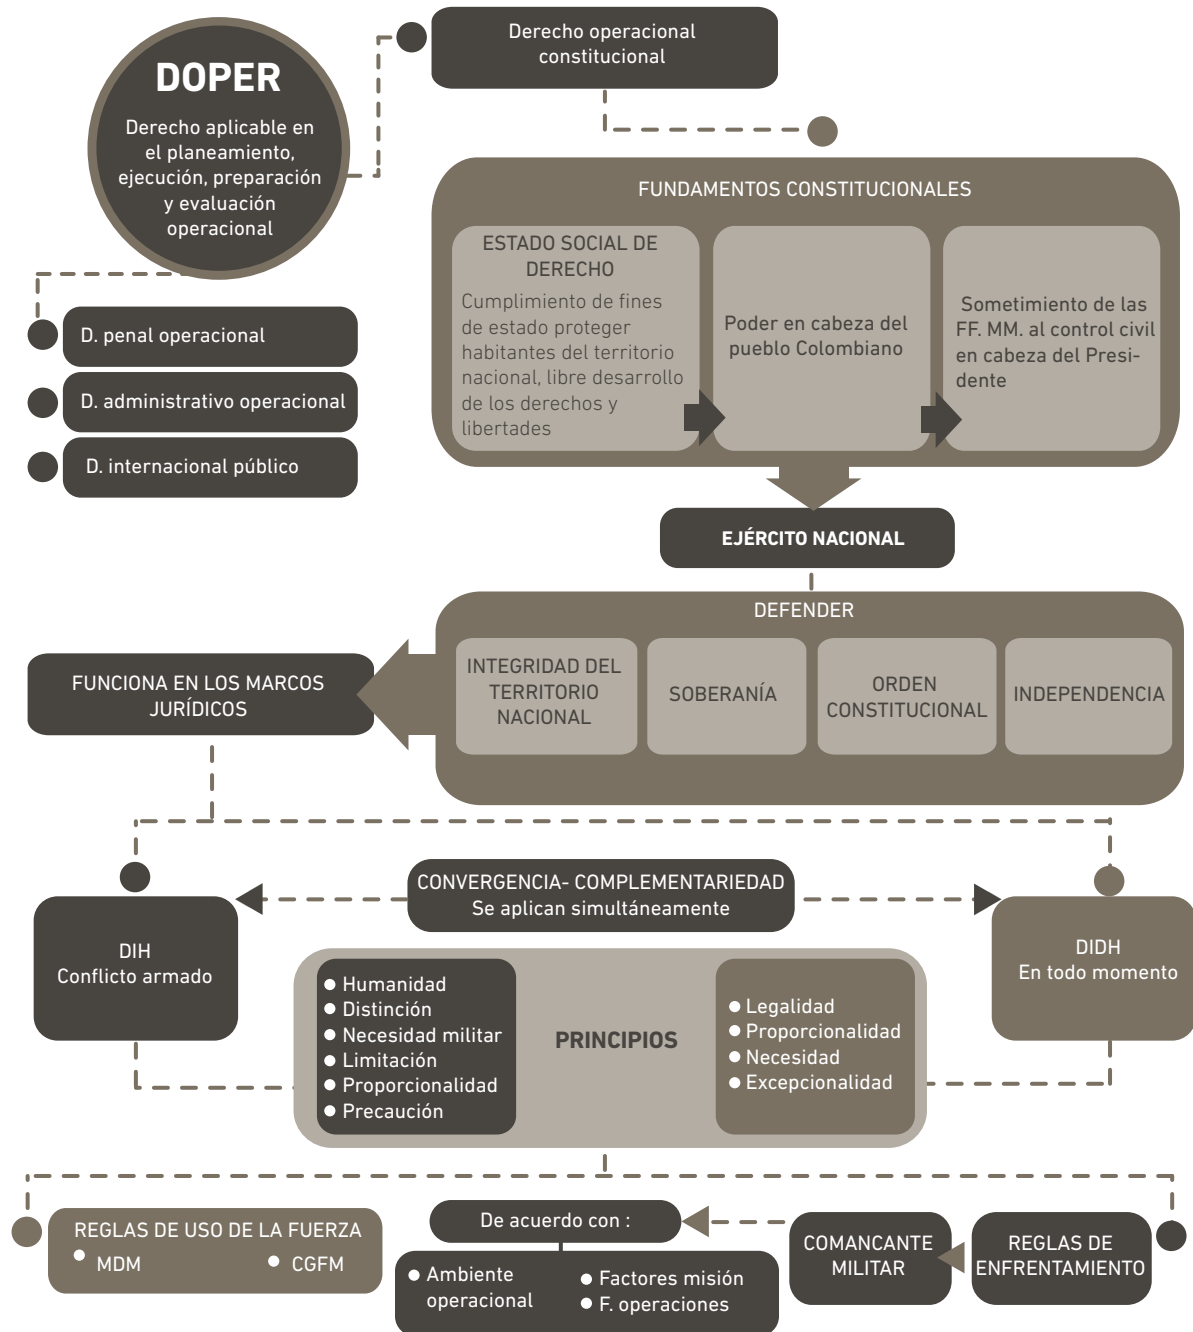 DOPER
Derecho aplicable en
el planeamiento,
ejecución, preparación
y evaluación
operacional
Derecho operacional
constitucional
D. penal operacional
D. administrativo operacional
D. internacional público
FUNDAMENTOS CONSTITUCIONALES
ESTADO SOCIAL DE
DERECHO
Cumplimiento de fines
de estado proteger
habitantes del territorio
nacional, libre desarrollo
de los derechos y
libertades
Poder en cabeza del
pueblo Colombiano
Sometimiento de las
FF. MM. al control civil
en cabeza del Presi-
dente
EJÉRCITO NACIONAL
DEFENDER
INTEGRIDAD DEL
TERRITORIO
NACIONAL
SOBERANÍA
ORDEN
CONSTITUCIONAL
INDEPENDENCIA
FUNCIONA EN LOS MARCOS
JURÍDICOS
CONVERGENCIA- COMPLEMENTARIEDAD
Se aplican simultáneamente
DIH
Conflicto armado
DIDH
En todo momento
PRINCIPIOS
Humanidad
Distinción
Necesidad militar
Limitación
Proporcionalidad
Precaución
Legalidad
Proporcionalidad
Necesidad
Excepcionalidad
REGLAS DE USO DE LA FUERZA
MDM
CGFM
De acuerdo con :
Ambiente
operacional
Factores misión
F. operaciones
COMANCANTE
MILITAR
REGLAS DE
ENFRENTAMIENTO